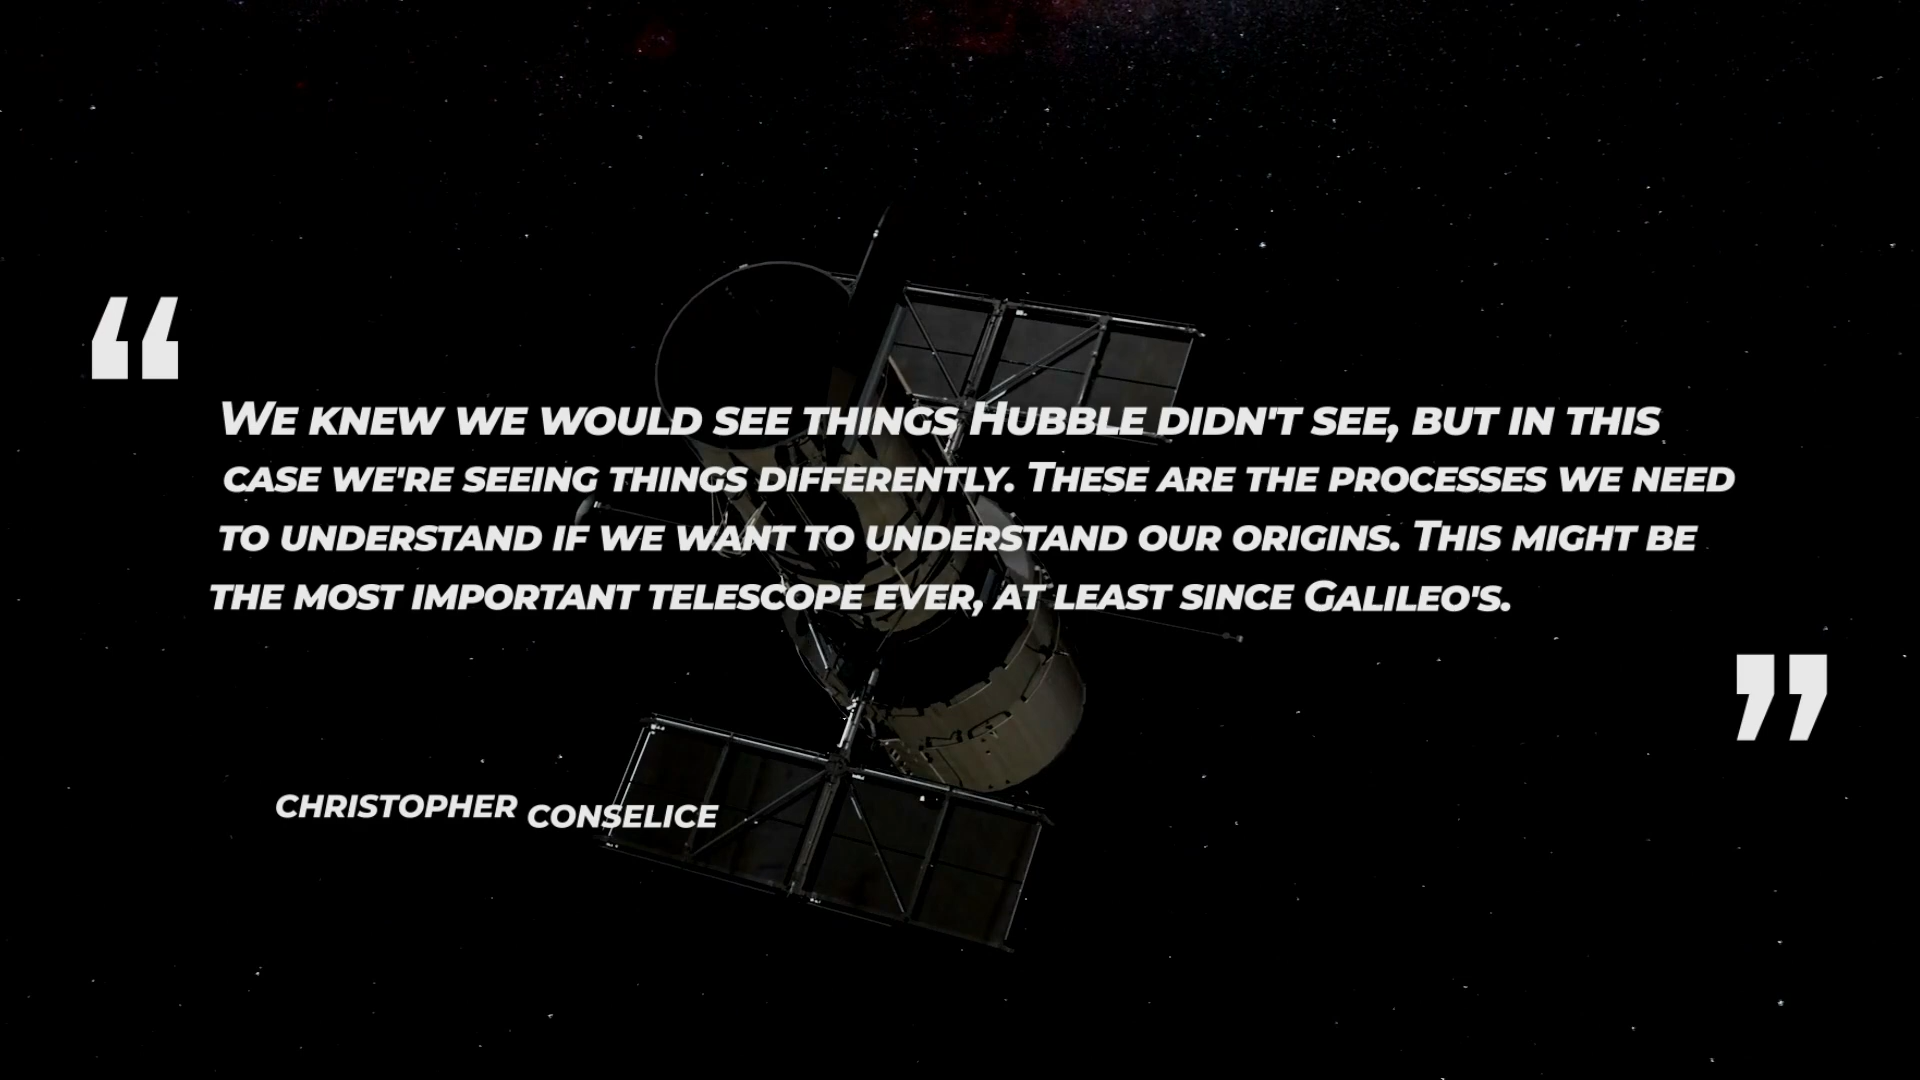 “
We knew we would see things Hubble didn't see, but in this
case we're seeing things differently. These are the processes we need
to understand if we want to understand our origins. This might be
the most important telescope ever, at least since Galileo's.
”
christopher conselice